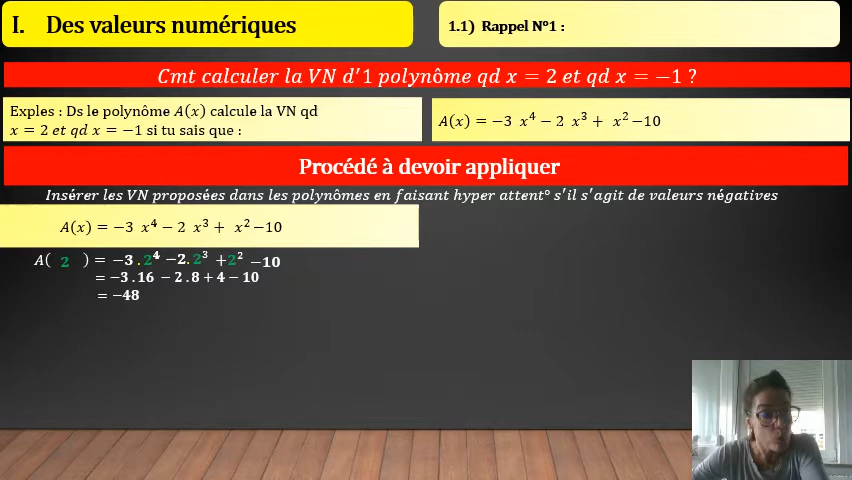 I. Des valeurs numériques
1.1) Rappel N°1 :
Cmt calculer la VN d'1 polynôme qd x = 2 et qd x = −1 ?
Exples : Ds le polynôme A(x) calcule la VN qd
x = 2 et qd x = −1 si tu sais que :
A(x) = −3 x⁴ − 2 x³ + x² −10
Procédé à devoir appliquer
Insérer les VN proposées dans les polynômes en faisant hyper attent° s'il s'agit de valeurs négatives
A(x) = −3 x⁴ − 2 x³ + x² −10
A( 2 ) = −3 . 2⁴ −2. 2³ +2² −10
= −3 . 16 − 2 . 8 + 4 − 10
= −48